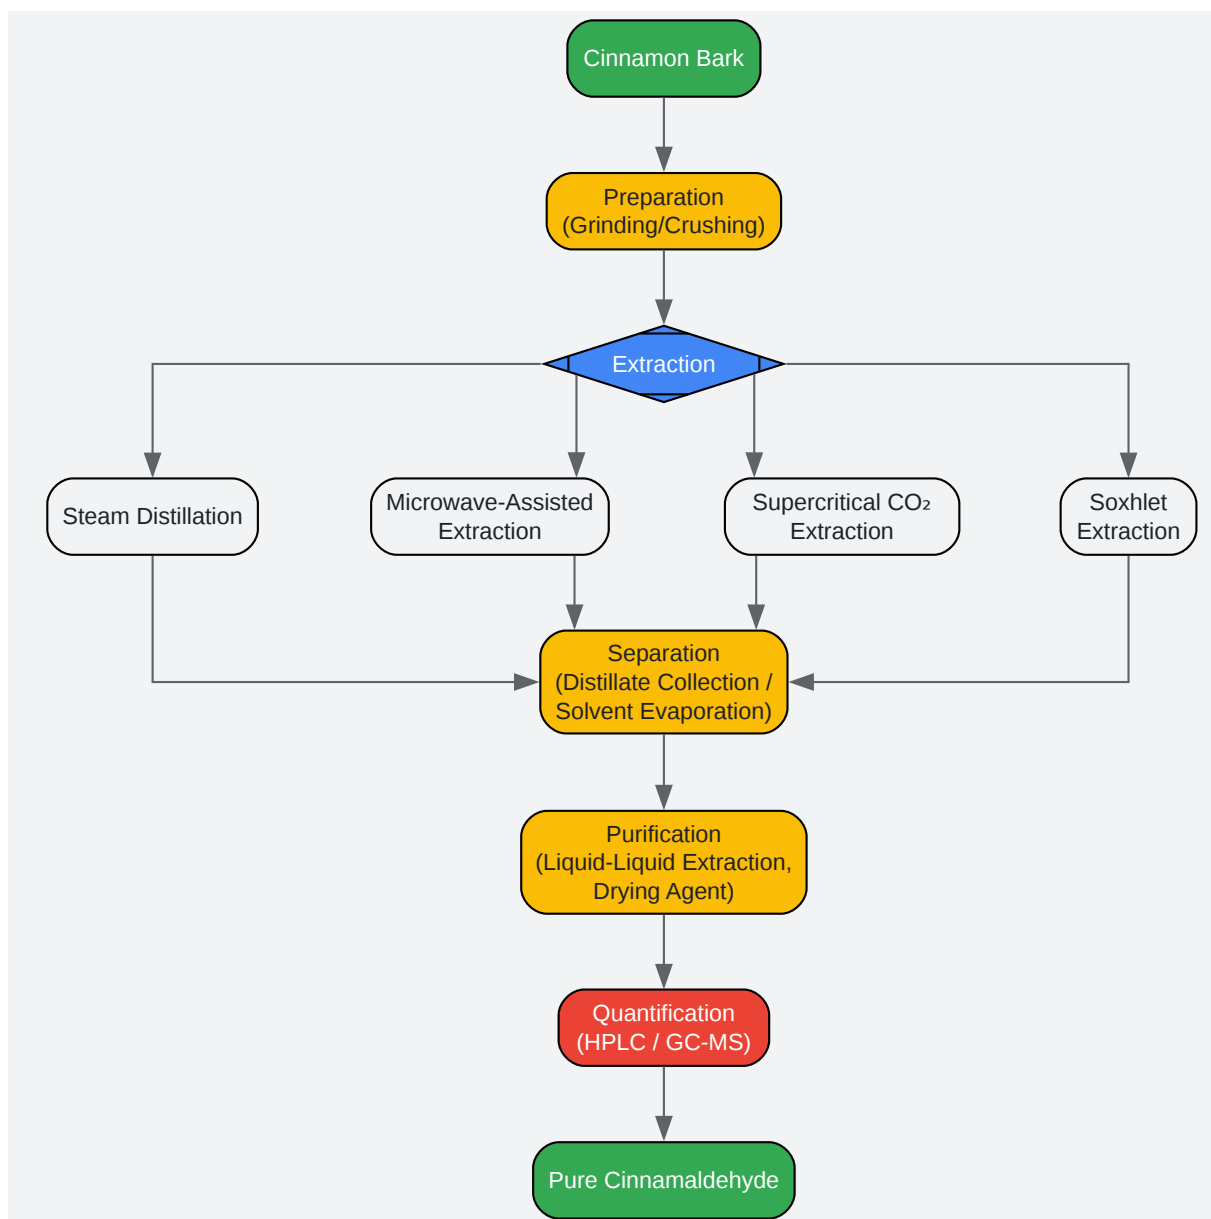 Cinnamon Bark
Preparation
(Grinding/Crushing)
Extraction
Steam Distillation
Microwave-Assisted
Extraction
Supercritical CO₂
Extraction
Soxhlet
Extraction
Separation
(Distillate Collection /
Solvent Evaporation)
Purification
(Liquid-Liquid Extraction,
Drying Agent)
Quantification
(HPLC / GC-MS)
Pure Cinnamaldehyde